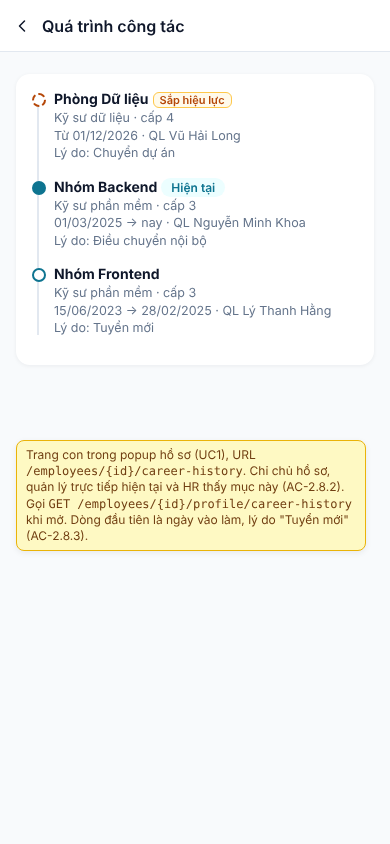 Quá trình công tác
Phòng Dữ liệu Sắp hiệu lực
Kỹ sư dữ liệu · cấp 4
Từ 01/12/2026 · QL Vũ Hải Long
Lý do: Chuyển dự án
Nhóm Backend Hiện tại
Kỹ sư phần mềm · cấp 3
01/03/2025 → nay · QL Nguyễn Minh Khoa
Lý do: Điều chuyển nội bộ
Nhóm Frontend
Kỹ sư phần mềm · cấp 3
15/06/2023 → 28/02/2025 · QL Lý Thanh Hằng
Lý do: Tuyển mới
Trang con trong popup hồ sơ (UC1), URL
/employees/{id}/career-history. Chỉ chủ hồ sơ,
quản lý trực tiếp hiện tại và HR thấy mục này (AC-2.8.2).
Gọi GET /employees/{id}/profile/career-history
khi mở. Dòng đầu tiên là ngày vào làm, lý do "Tuyển mới"
(AC-2.8.3).